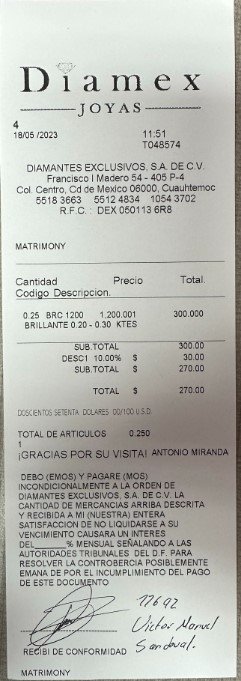 Diamex
JOYAS
4
18/05/2023 11:51
T048574
DIAMANTES EXCLUSIVOS, S.A. DE C.V.
Francisco I Madero 54 - 405 P-4
Col. Centro, Cd de Mexico 06000, Cuauhtemoc
5518 3663 5512 4834 1054 3702
R.F.C. : DEX 050113 6R8
MATRIMONY
Cantidad Precio Total.
Codigo Descripcion.
0.25 BRC 1200 1,200.001 300.000
BRILLANTE 0.20 - 0.30 KTES
SUB.TOTAL 300.00
DESC1 10.00% $ 30.00
SUB.TOTAL $ 270.00
TOTAL $ 270.00
DOSCIENTOS SETENTA DOLARES 00/100 U.S.D.
TOTAL DE ARTICULOS 0.250
1
¡GRACIAS POR SU VISITA! ANTONIO MIRANDA
DEBO (EMOS) Y PAGARE (MOS)
INCONDICIONALMENTE A LA ORDEN DE
DIAMANTES EXCLUSIVOS, S.A. DE C.V. LA
CANTIDAD DE MERCANCIAS ARRIBA DESCRITA
Y RECIBIDA A MI (NUESTRA) ENTERA
SATISFACCION DE NO LIQUIDARSE A SU
VENCIMIENTO CAUSARA UN INTERES
DEL______% MENSUAL SEÑALANDO A LAS
AUTORIDADES TRIBUNALES DEL D.F. PARA
RESOLVER LA CONTROBERCIA POSIBLEMENTE
EMANA DE POR EL INCUMPLIMIENTO DEL PAGO
DE ESTE DOCUMENTO
17692
Victor Manuel
Sandoval.
RECIBI DE CONFORMIDAD
MATRIMONY